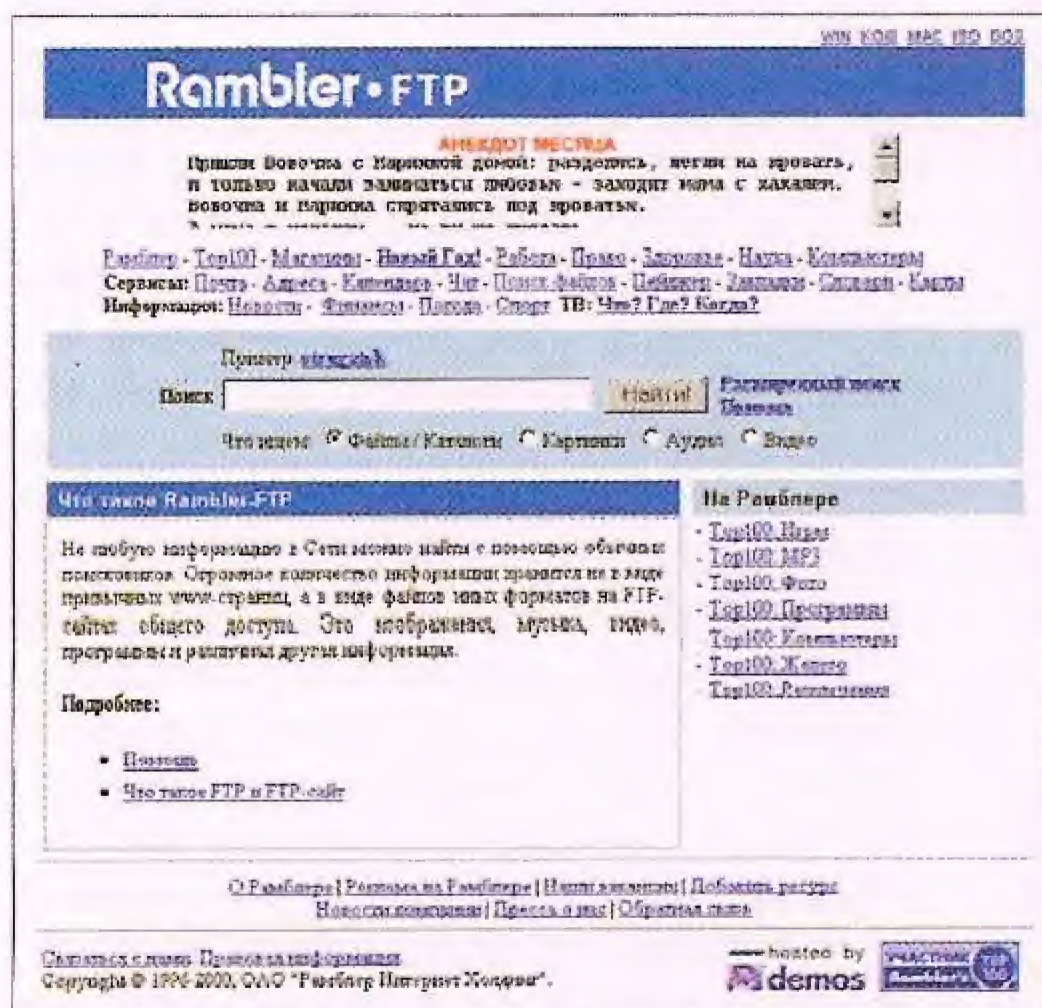 WIN KOI8 MAC ISO DOS
Rambler • FTP
АНЕКДОТ МЕСЯЦА
Пришли Вовочка с Маринкой домой: разделись, легли на кровать,
и только начали заниматься любовью - заходит мама с хахалем.
Вовочка и Маринка спрятались под кроватью.
Рамблер - Top100 - Магазины - Новый Год! - Работа - Право - Здоровье - Наука - Компьютеры
Сервисы: Почта - Адреса - Календарь - Чат - Поиск файлов - Пейджер - Закладки - Словари - Карты
Информация: Новости - Финансы - Погода - Спорт ТВ: Что? Где? Когда?
Пример
Поиск Найти! Расширенный поиск
Помощь
Что ищем: Файлы / Каталоги Картинки Аудио Видео
Что такое Rambler-FTP
Не любую информацию в Сети можно найти с помощью обычных
поисковиков. Огромное количество информации хранится не в виде
привычных www-страниц, а в виде файлов иных форматов на FTP-
сайтах общего доступа. Это изображения, музыка, видео,
программы и различная другая информация.
Подробнее:
• Помощь
• Что такое FTP и FTP-сайт
На Рамблере
- Top100: Игры
- Top100: MP3
- Top100: Фото
- Top100: Программы
- Top100: Компьютеры
- Top100: Железо
- Top100: Развлечения
О Рамблере | Реклама на Рамблере | Наши вакансии | Добавить ресурс
Новости компании | Пресса о нас | Обратная связь
Связаться с нами. Правовая информация
Copyright © 1996-2000, ОАО "Рамблер Интернет Холдинг".
hosted by
demos
УЧАСТНИК TOP 100
Rambler's